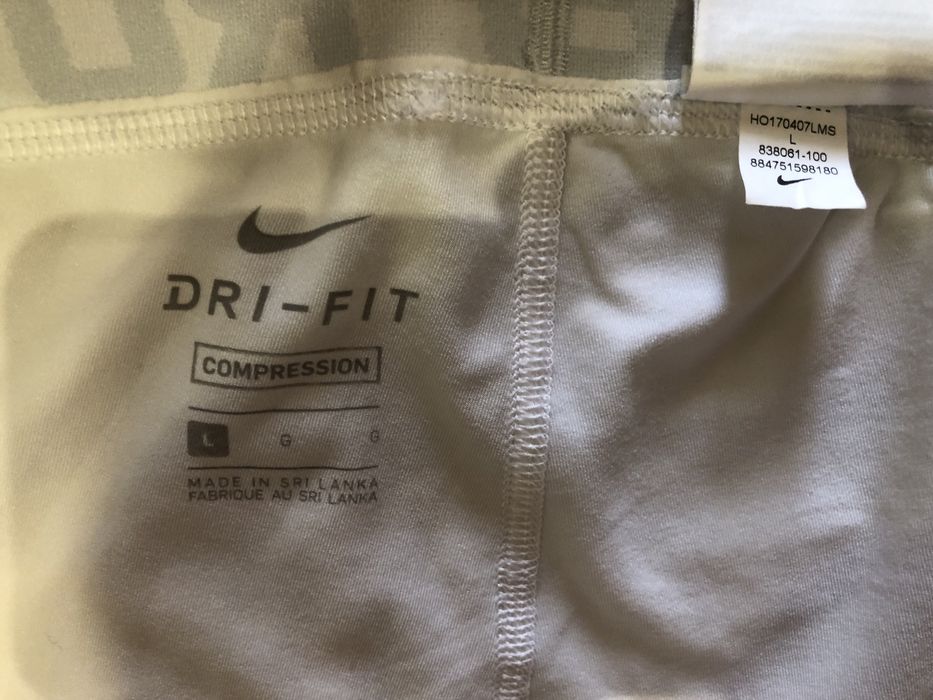 HO170407LMS
L
838061-100
884751598180
DRI-FIT
COMPRESSION
L G G
MADE IN SRI LANKA
FABRIQUE AU SRI LANKA